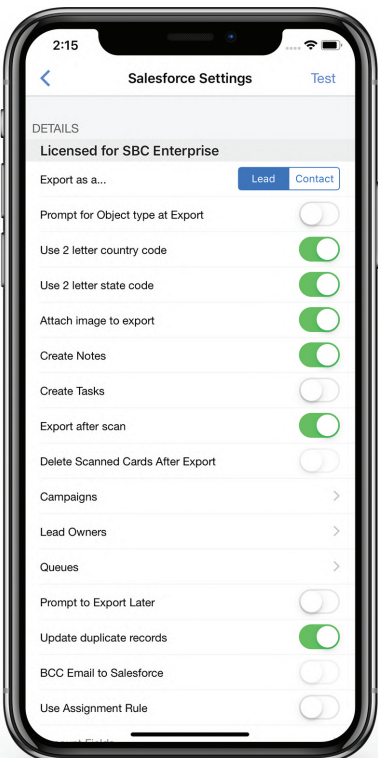 2:15
Salesforce Settings
Test
DETAILS
Licensed for SBC Enterprise
Export as a...
Lead
Contact
Prompt for Object type at Export
Use 2 letter country code
Use 2 letter state code
Attach image to export
Create Notes
Create Tasks
Export after scan
Delete Scanned Cards After Export
Campaigns
Lead Owners
Queues
Prompt to Export Later
Update duplicate records
BCC Email to Salesforce
Use Assignment Rule
Fields